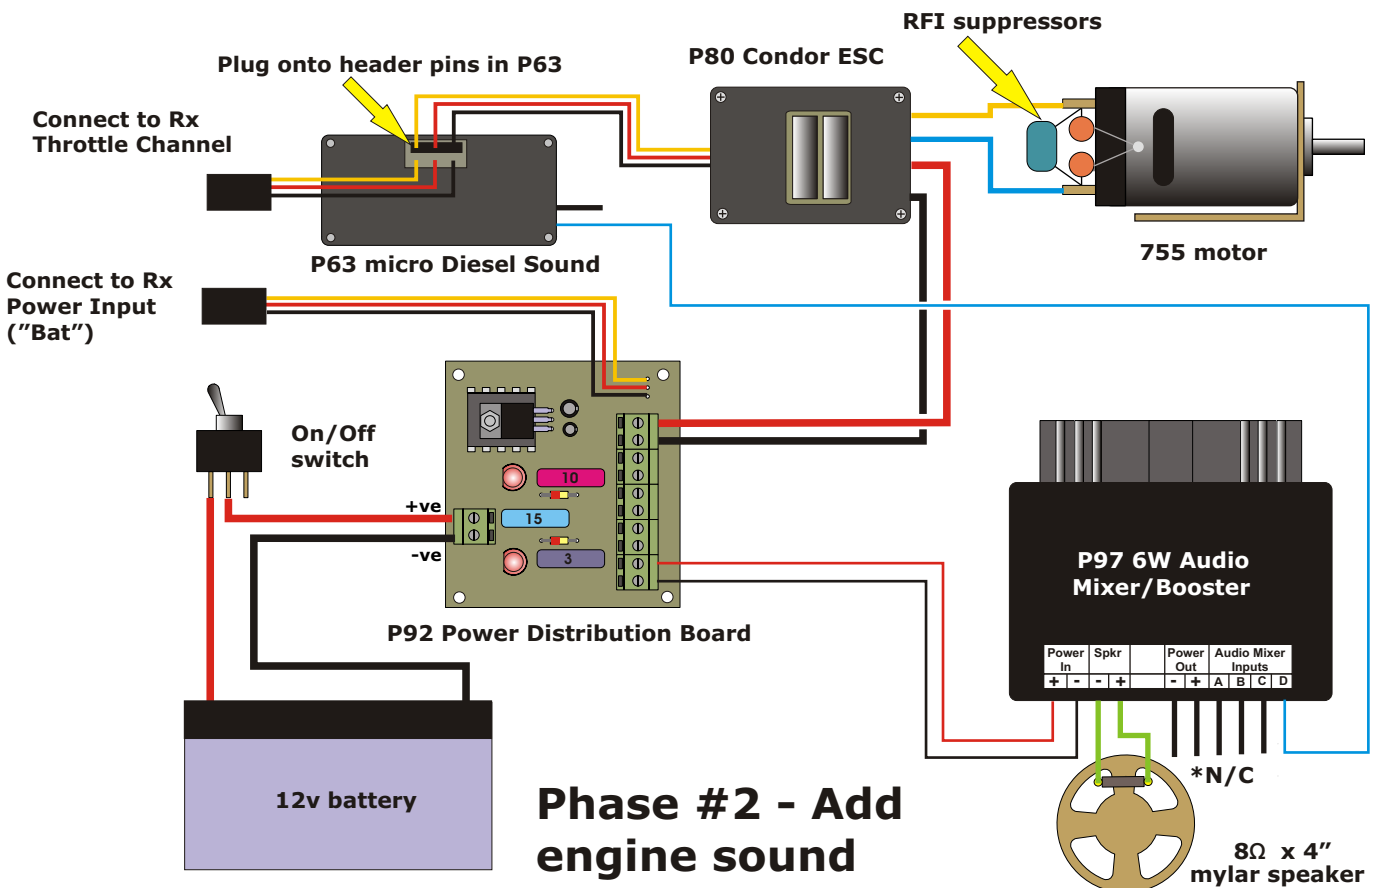 RFI suppressors
P80 Condor ESC
Plug onto header pins in P63
Connect to Rx
Throttle Channel
755 motor
P63 micro Diesel Sound
Connect to Rx
Power Input
(”Bat”)
On/Off
switch
10
+ve
15
-ve
3
P92 Power Distribution Board
P97 6W Audio
Mixer/Booster
Power In
Spkr
Power Out
Audio Mixer Inputs
+ - - + - + A B C D
*N/C
12v battery
Phase #2 - Add
engine sound
8Ω x 4”
mylar speaker